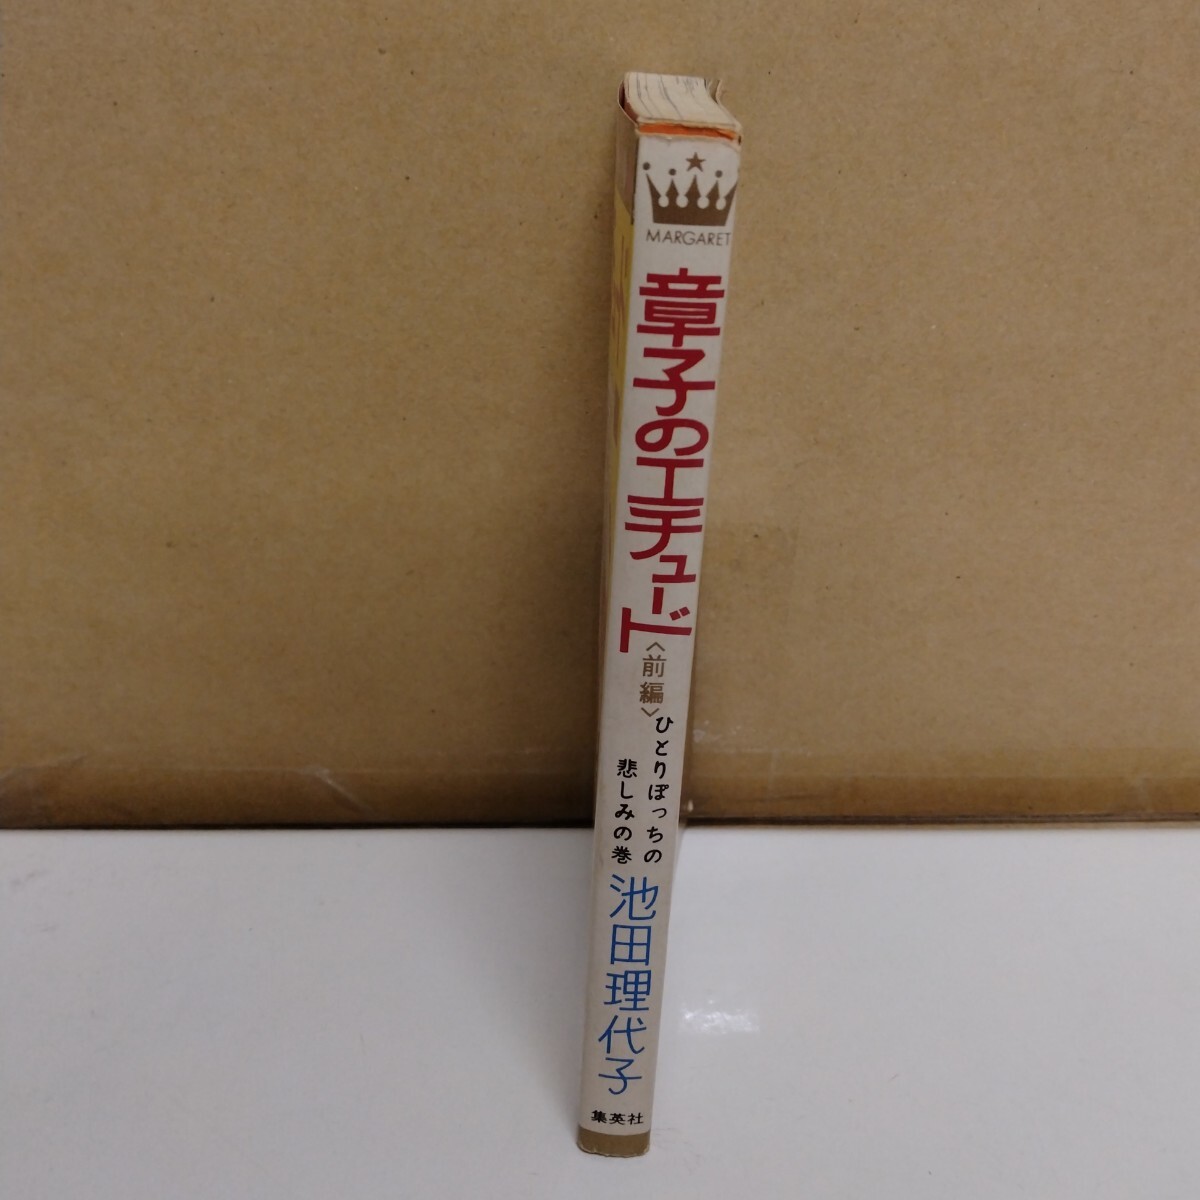 MARGARET
章子のエチュード
〈前編〉
ひとりぽっちの
悲しみの巻
池田理代子
集英社